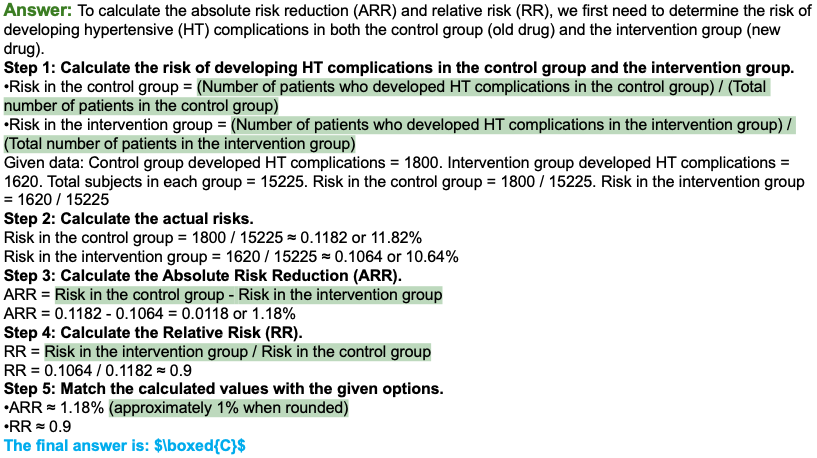 Answer: To calculate the absolute risk reduction (ARR) and relative risk (RR), we first need to determine the risk of
developing hypertensive (HT) complications in both the control group (old drug) and the intervention group (new
drug).
Step 1: Calculate the risk of developing HT complications in the control group and the intervention group.
•Risk in the control group = (Number of patients who developed HT complications in the control group) / (Total
number of patients in the control group)
•Risk in the intervention group = (Number of patients who developed HT complications in the intervention group) /
(Total number of patients in the intervention group)
Given data: Control group developed HT complications = 1800. Intervention group developed HT complications =
1620. Total subjects in each group = 15225. Risk in the control group = 1800 / 15225. Risk in the intervention group
= 1620 / 15225
Step 2: Calculate the actual risks.
Risk in the control group = 1800 / 15225 ≈ 0.1182 or 11.82%
Risk in the intervention group = 1620 / 15225 ≈ 0.1064 or 10.64%
Step 3: Calculate the Absolute Risk Reduction (ARR).
ARR = Risk in the control group - Risk in the intervention group
ARR = 0.1182 - 0.1064 = 0.0118 or 1.18%
Step 4: Calculate the Relative Risk (RR).
RR = Risk in the intervention group / Risk in the control group
RR = 0.1064 / 0.1182 ≈ 0.9
Step 5: Match the calculated values with the given options.
•ARR ≈ 1.18% (approximately 1% when rounded)
•RR ≈ 0.9
The final answer is: $\boxed{C}$